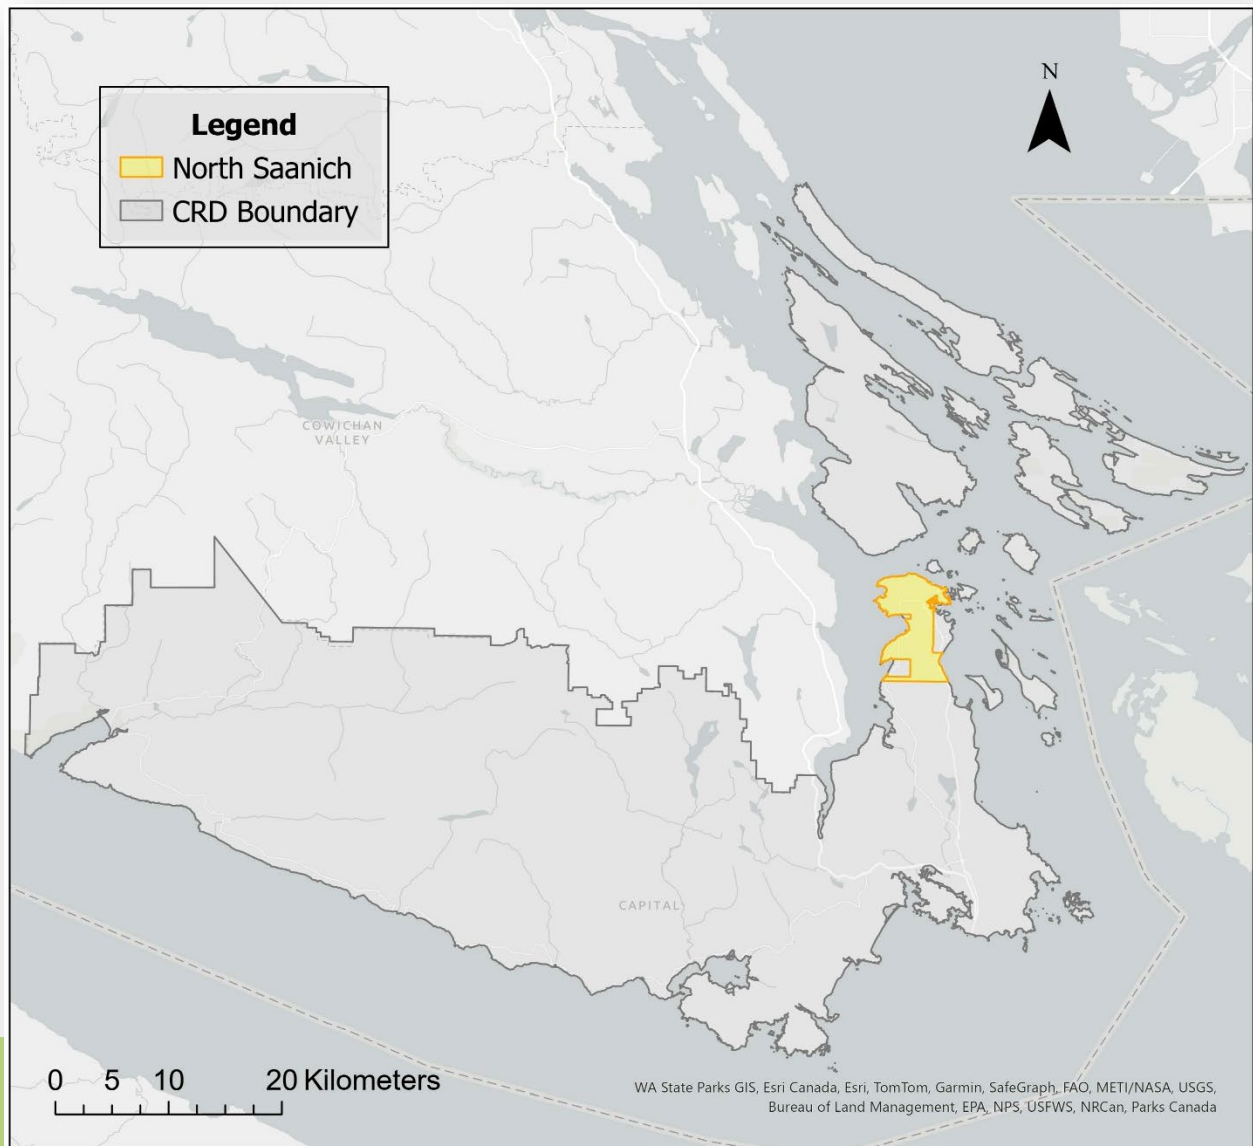 N
Legend
North Saanich
CRD Boundary
COWICHAN
VALLEY
CAPITAL
0 5 10 20 Kilometers
WA State Parks GIS, Esri Canada, Esri, TomTom, Garmin, SafeGraph, FAO, METI/NASA, USGS,
Bureau of Land Management, EPA, NPS, USFWS, NRCan, Parks Canada